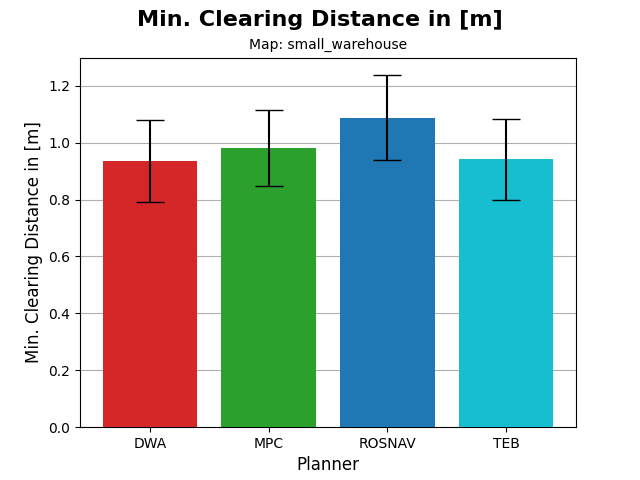 Min. Clearing Distance in [m]
Map: small_warehouse
Min. Clearing Distance in [m]
1.2
1.0
0.8
0.6
0.4
0.2
0.0
DWA
MPC
ROSNAV
TEB
Planner